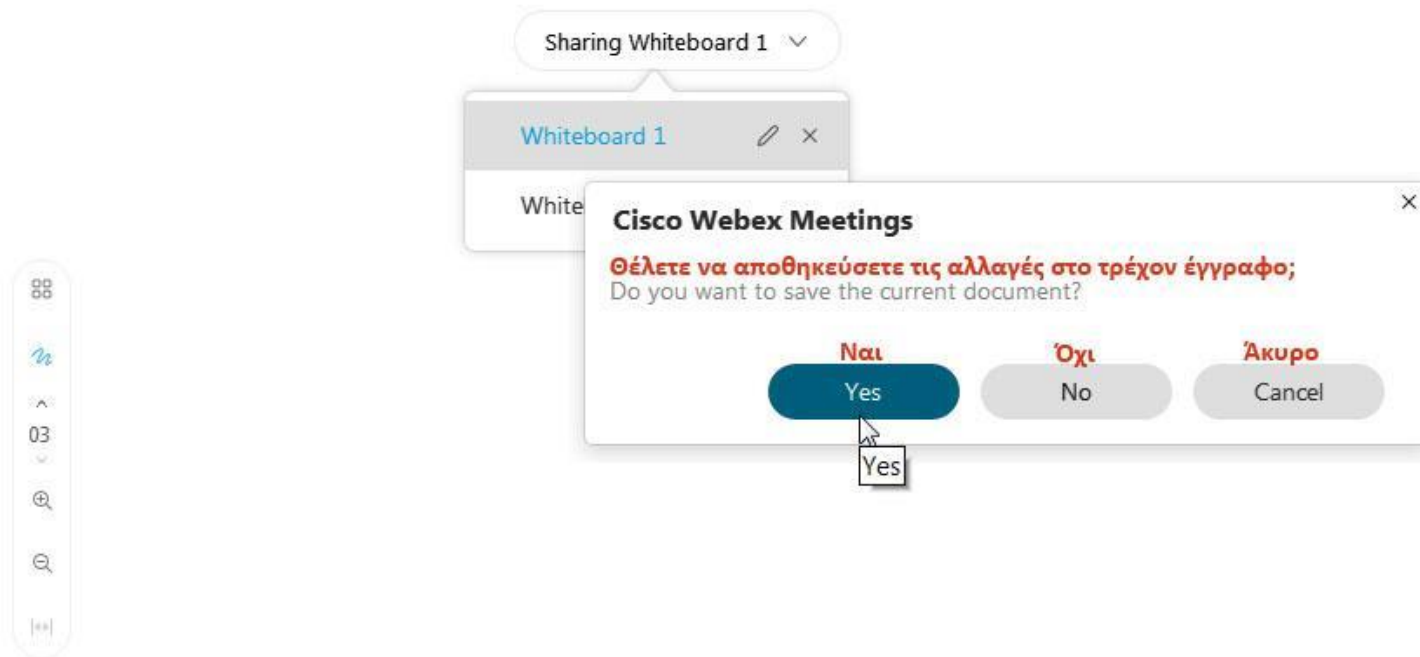 Sharing Whiteboard 1
Whiteboard 1
White
Cisco Webex Meetings
Θέλετε να αποθηκεύσετε τις αλλαγές στο τρέχον έγγραφο;
Do you want to save the current document?
Ναι Όχι Άκυρο
Yes No Cancel
Yes
03